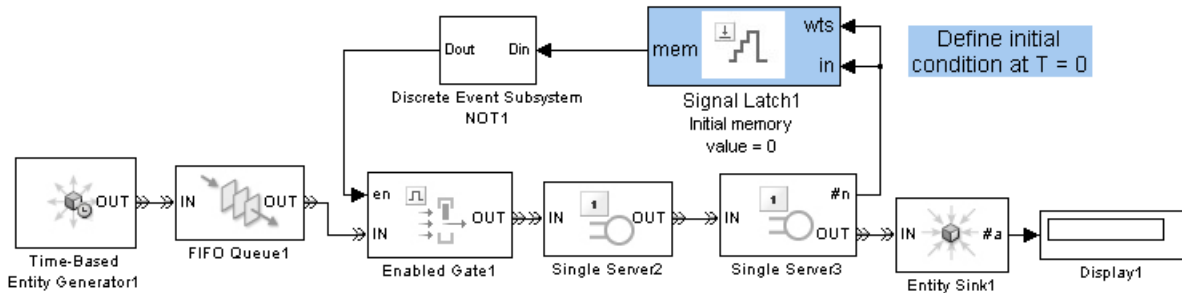 Dout
Din
Discrete Event Subsystem
NOT1
mem
wts
in
Signal Latch1
Initial memory
value = 0
Define initial
condition at T = 0
OUT
Time-Based
Entity Generator1
IN
OUT
FIFO Queue1
en
IN
OUT
Enabled Gate1
IN
1
OUT
Single Server2
IN
1
#n
OUT
Single Server3
IN
#a
Entity Sink1
Display1